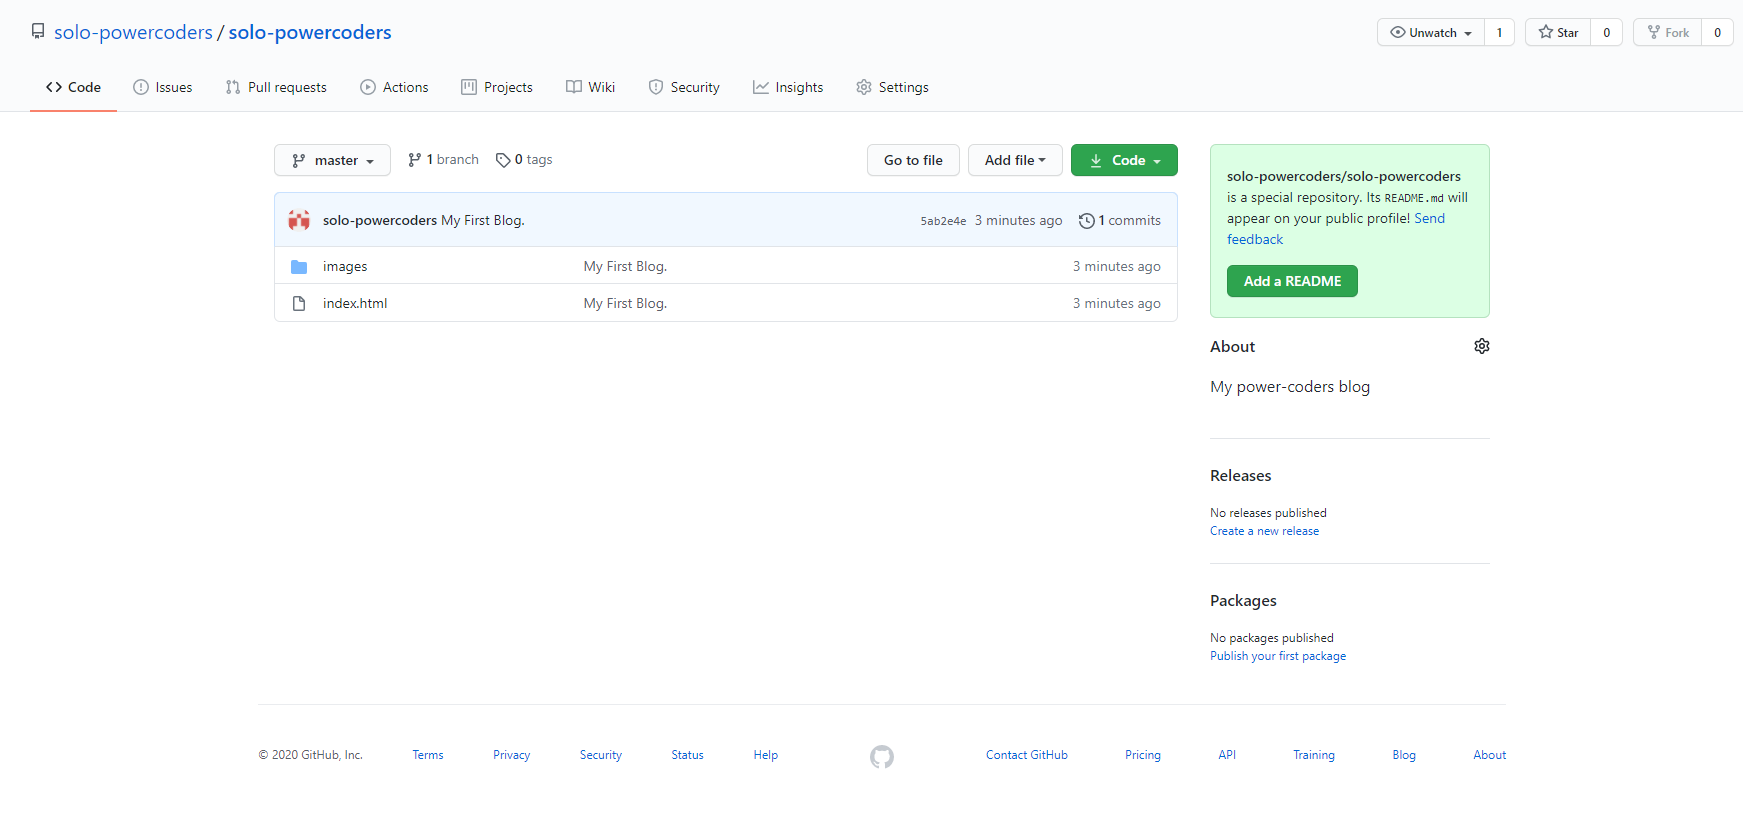 solo-powercoders / solo-powercoders
Unwatch 1 Star 0 Fork 0
Code Issues Pull requests Actions Projects Wiki Security Insights Settings
master 1 branch 0 tags Go to file Add file Code
solo-powercoders My First Blog. 5ab2e4e 3 minutes ago 1 commits
images My First Blog. 3 minutes ago
index.html My First Blog. 3 minutes ago
solo-powercoders/solo-powercoders
is a special repository. Its README.md will
appear on your public profile! Send
feedback
Add a README
About
My power-coders blog
Releases
No releases published
Create a new release
Packages
No packages published
Publish your first package
© 2020 GitHub, Inc. Terms Privacy Security Status Help Contact GitHub Pricing API Training Blog About